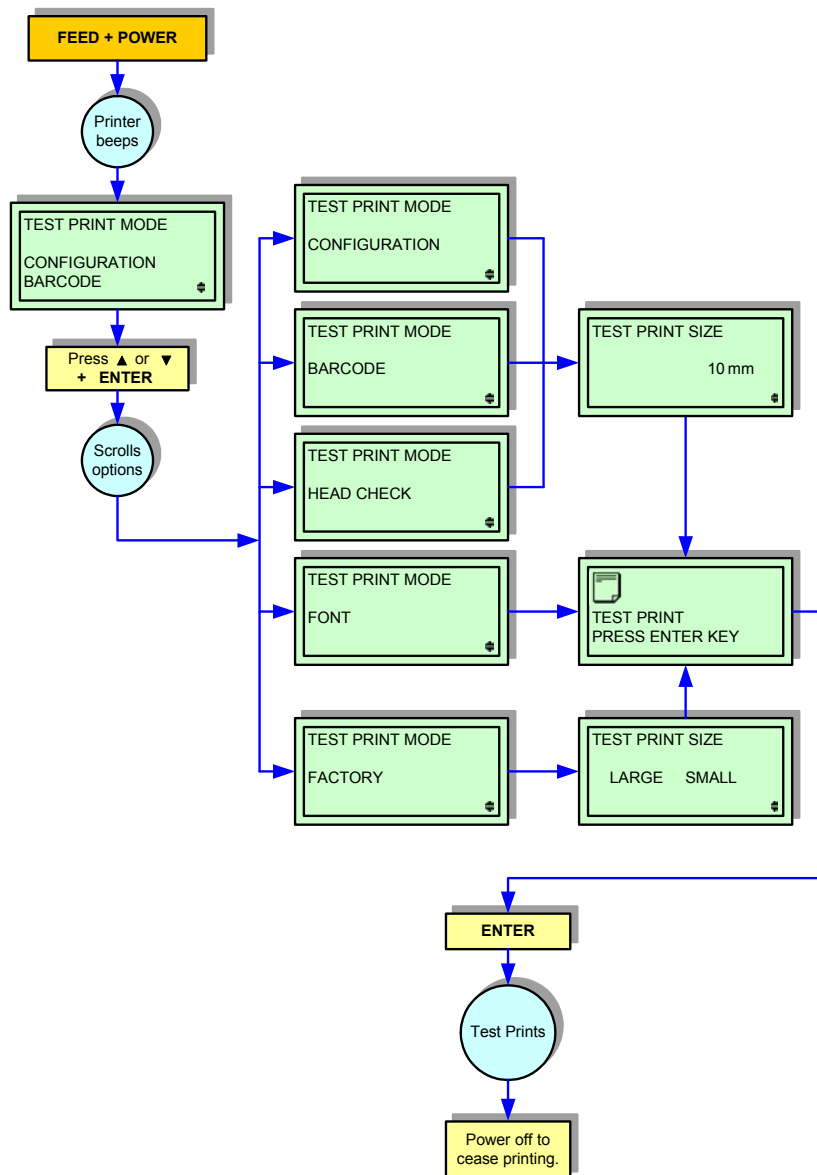 FEED + POWER
Printer
beeps
TEST PRINT MODE
CONFIGURATION
BARCODE
Press ▲ or ▼
+ ENTER
Scrolls
options
TEST PRINT MODE
CONFIGURATION
TEST PRINT MODE
BARCODE
TEST PRINT MODE
HEAD CHECK
TEST PRINT MODE
FONT
TEST PRINT MODE
FACTORY
TEST PRINT SIZE
10 mm
TEST PRINT
PRESS ENTER KEY
TEST PRINT SIZE
LARGE SMALL
ENTER
Test Prints
Power off to
cease printing.